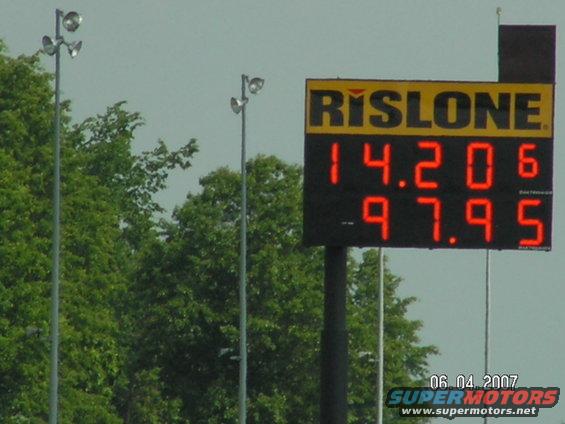 RISLONE
14.206
97.95
06.04.2007
SUPERMOTORS
www.supermotors.net